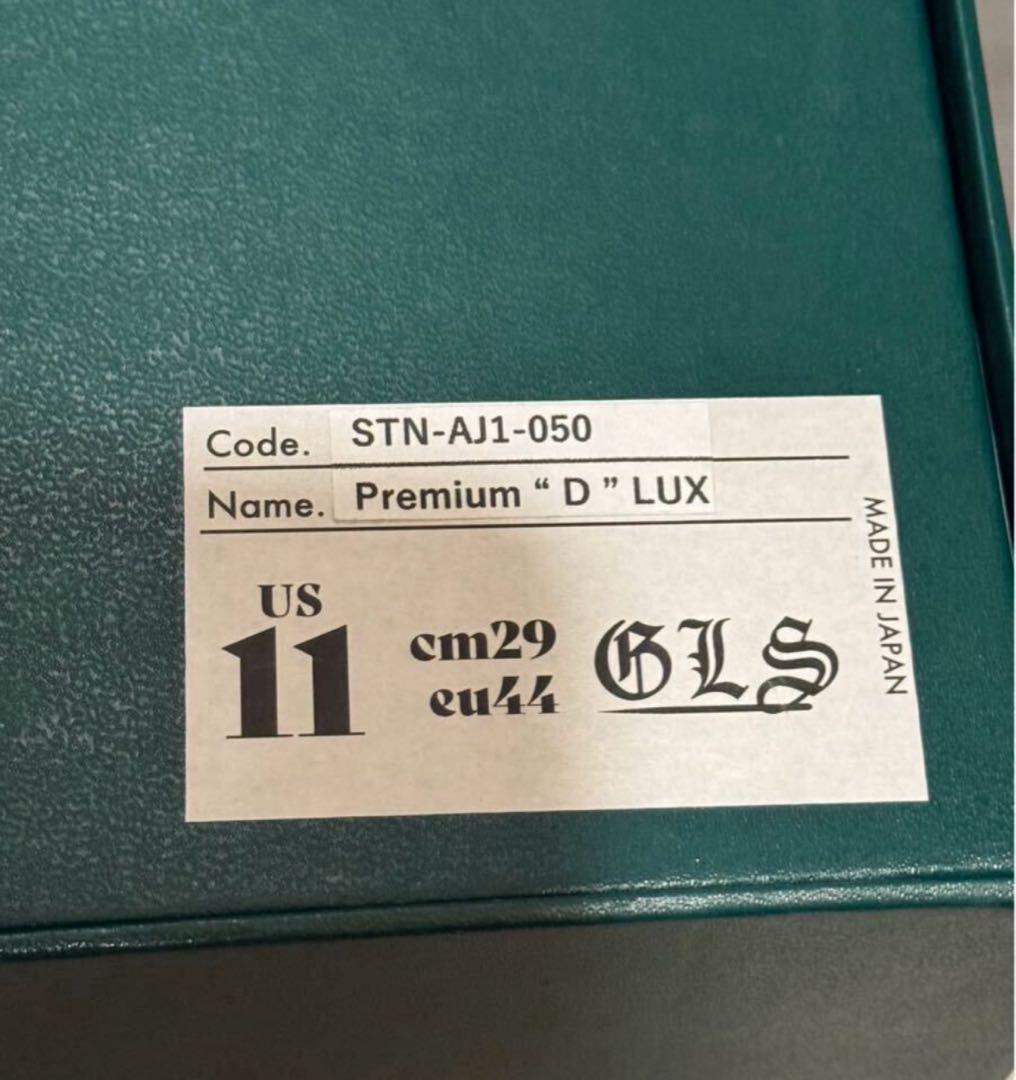 Code. STN-AJ1-050
Name. Premium “ D ” LUX
US
11
cm29
eu44
GLS
MADE IN JAPAN